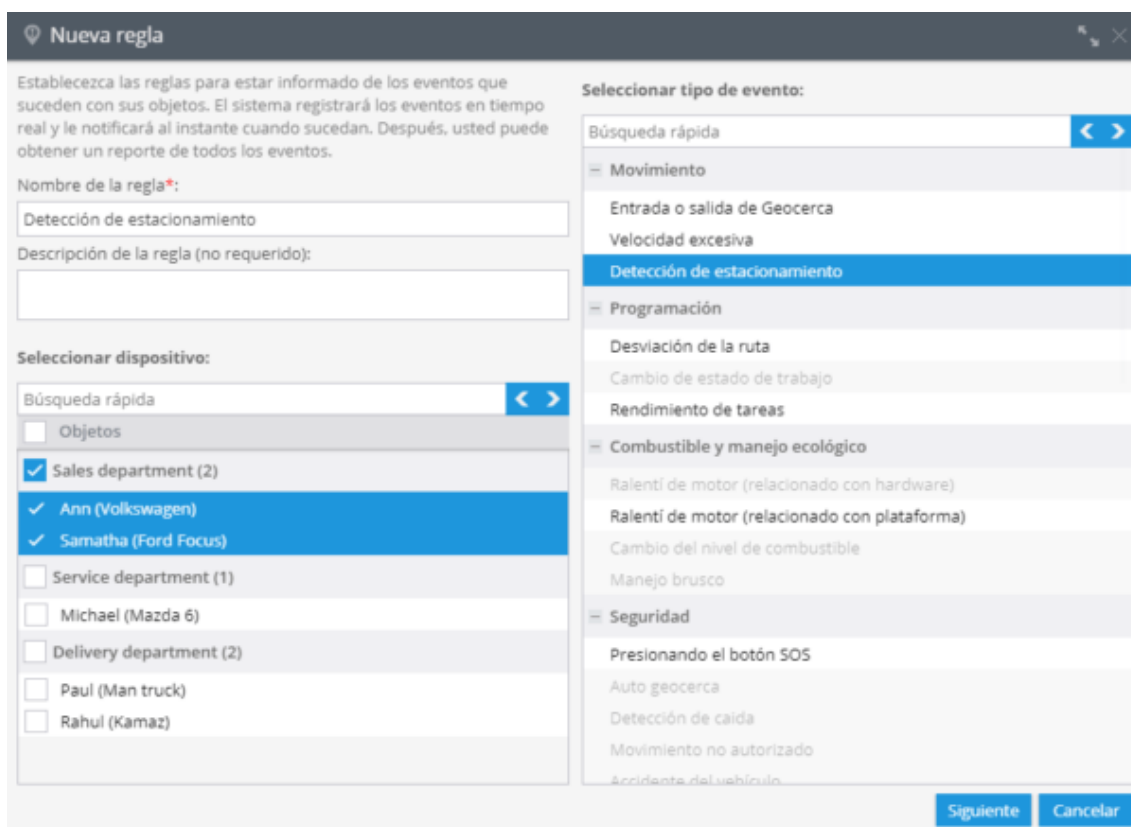 Nueva regla
Establecezca las reglas para estar informado de los eventos que
suceden con sus objetos. El sistema registrará los eventos en tiempo
real y le notificará al instante cuando sucedan. Después, usted puede
obtener un reporte de todos los eventos.
Nombre de la regla*:
Detección de estacionamiento
Descripción de la regla (no requerido):
Seleccionar dispositivo:
Búsqueda rápida
Objetos
Sales department (2)
Ann (Volkswagen)
Samatha (Ford Focus)
Service department (1)
Michael (Mazda 6)
Delivery department (2)
Paul (Man truck)
Rahul (Kamaz)
Seleccionar tipo de evento:
Búsqueda rápida
Movimiento
Entrada o salida de Geocerca
Velocidad excesiva
Detección de estacionamiento
Programación
Desviación de la ruta
Cambio de estado de trabajo
Rendimiento de tareas
Combustible y manejo ecológico
Ralentí de motor (relacionado con hardware)
Ralentí de motor (relacionado con plataforma)
Cambio del nivel de combustible
Manejo brusco
Seguridad
Presionando el botón SOS
Auto geocerca
Detección de caida
Movimiento no autorizado
Accidente del vehículo
Siguiente
Cancelar